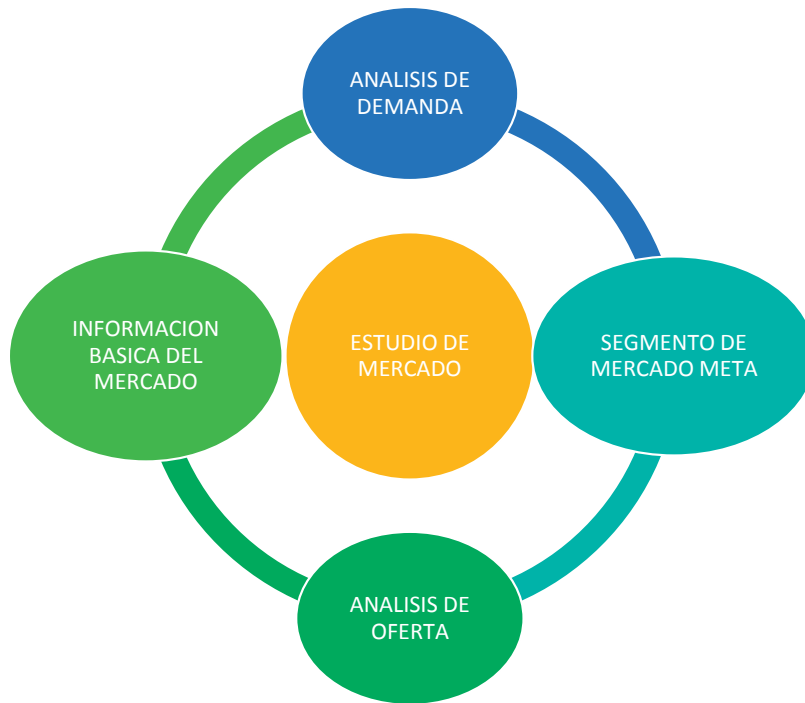 ANALISIS DE
DEMANDA
INFORMACION
BASICA DEL
MERCADO
ESTUDIO DE
MERCADO
SEGMENTO DE
MERCADO META
ANALISIS DE
OFERTA